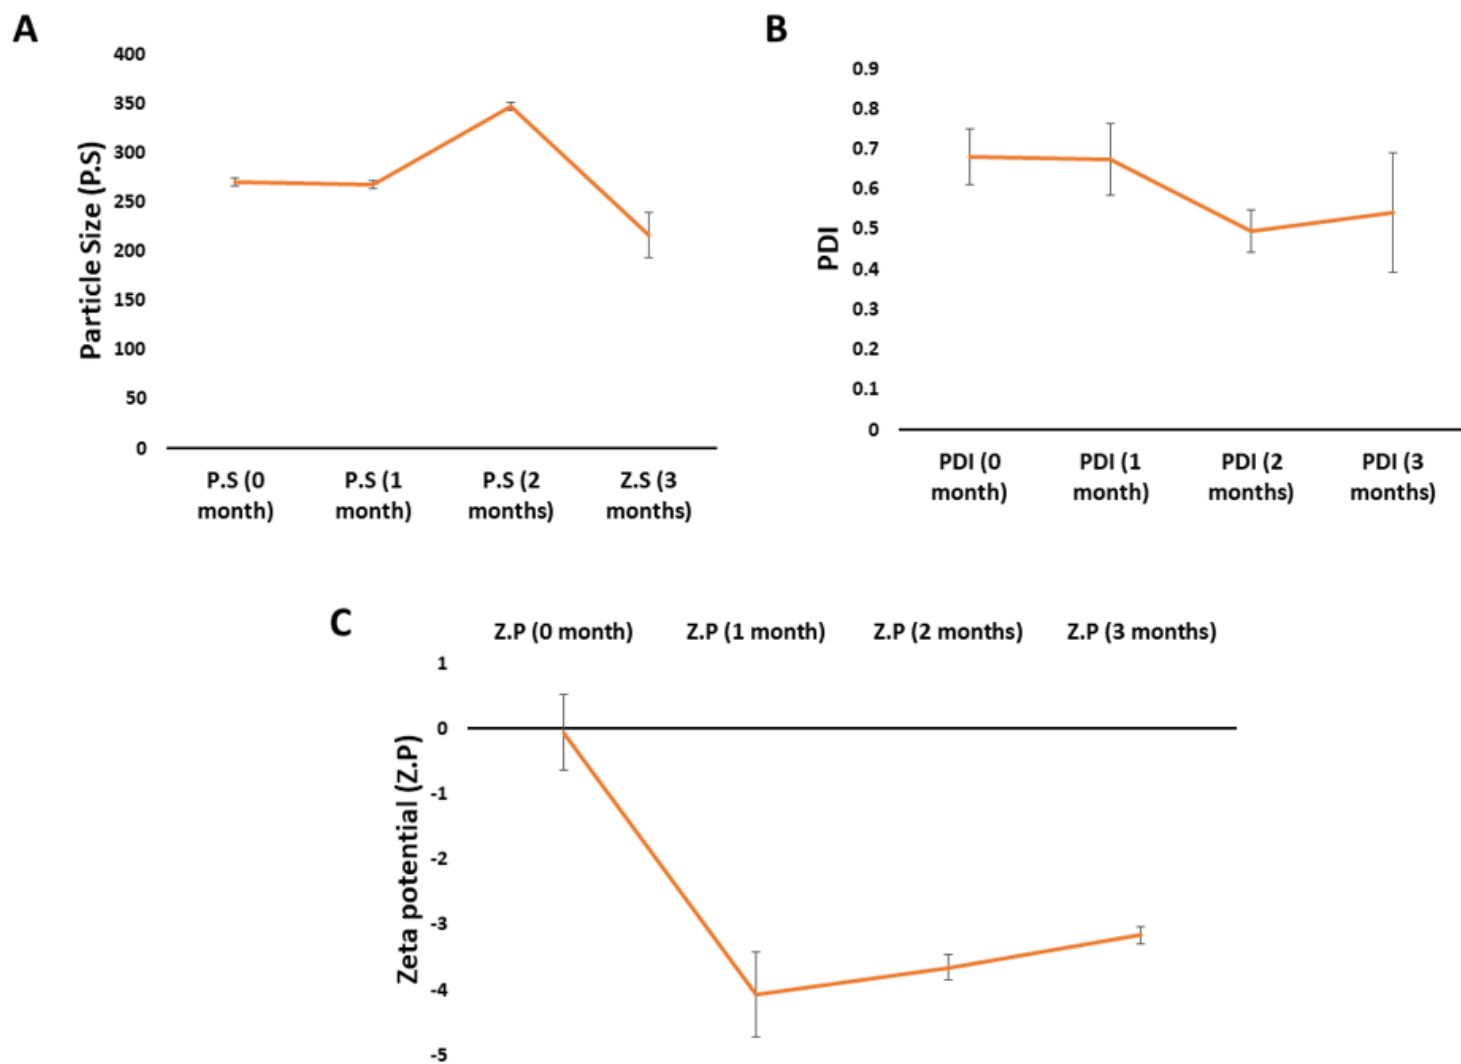 A
Particle Size (P.S)
400
350
300
250
200
150
100
50
0
P.S (0
month)
P.S (1
month)
P.S (2
months)
Z.S (3
months)
B
PDI
0.9
0.8
0.7
0.6
0.5
0.4
0.3
0.2
0.1
0
PDI (0
month)
PDI (1
month)
PDI (2
months)
PDI (3
months)
C
Z.P (0 month)
Z.P (1 month)
Z.P (2 months)
Z.P (3 months)
Zeta potential (Z.P)
1
0
-1
-2
-3
-4
-5